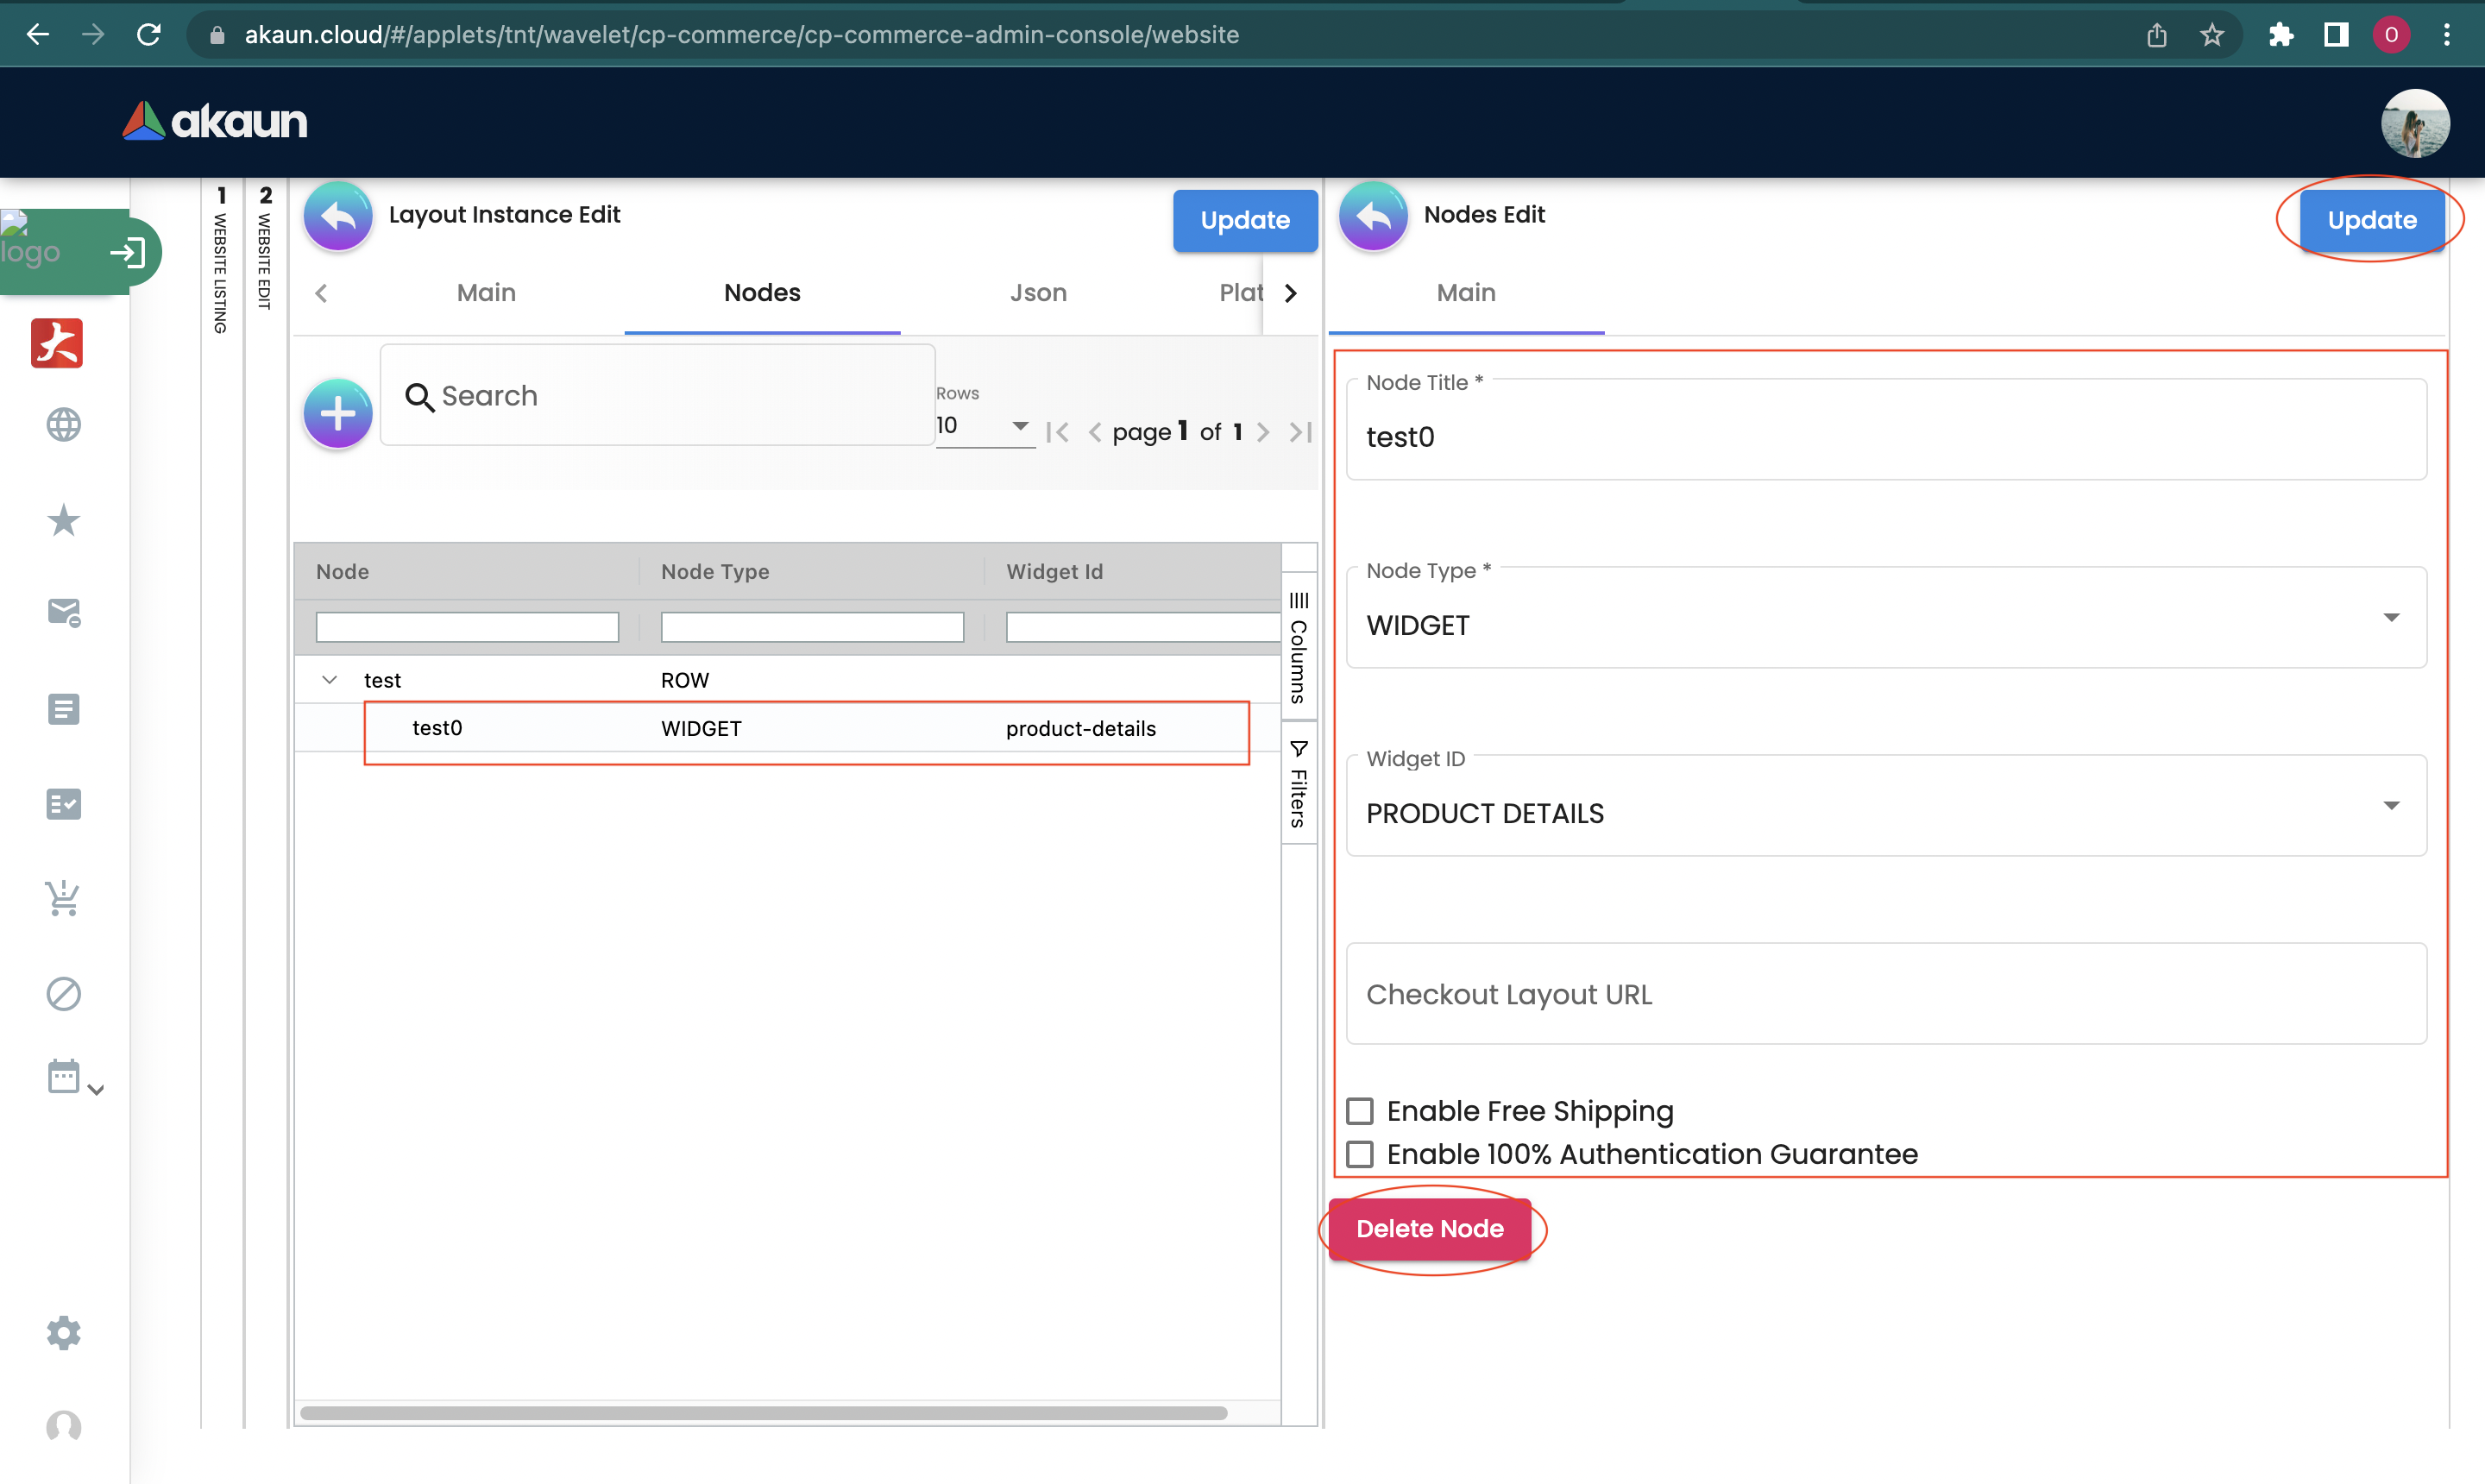 akaun.cloud/#/applets/tnt/wavelet/cp-commerce/cp-commerce-admin-console/website
O
akaun
logo
1 WEBSITE LISTING
2 WEBSITE EDIT
Layout Instance Edit
Update
Main
Nodes
Json
Plat
Search
Rows
10
page 1 of 1
Node
Node Type
Widget Id
test
ROW
test0
WIDGET
product-details
Columns
Filters
Nodes Edit
Update
Main
Node Title *
test0
Node Type *
WIDGET
Widget ID
PRODUCT DETAILS
Checkout Layout URL
Enable Free Shipping
Enable 100% Authentication Guarantee
Delete Node